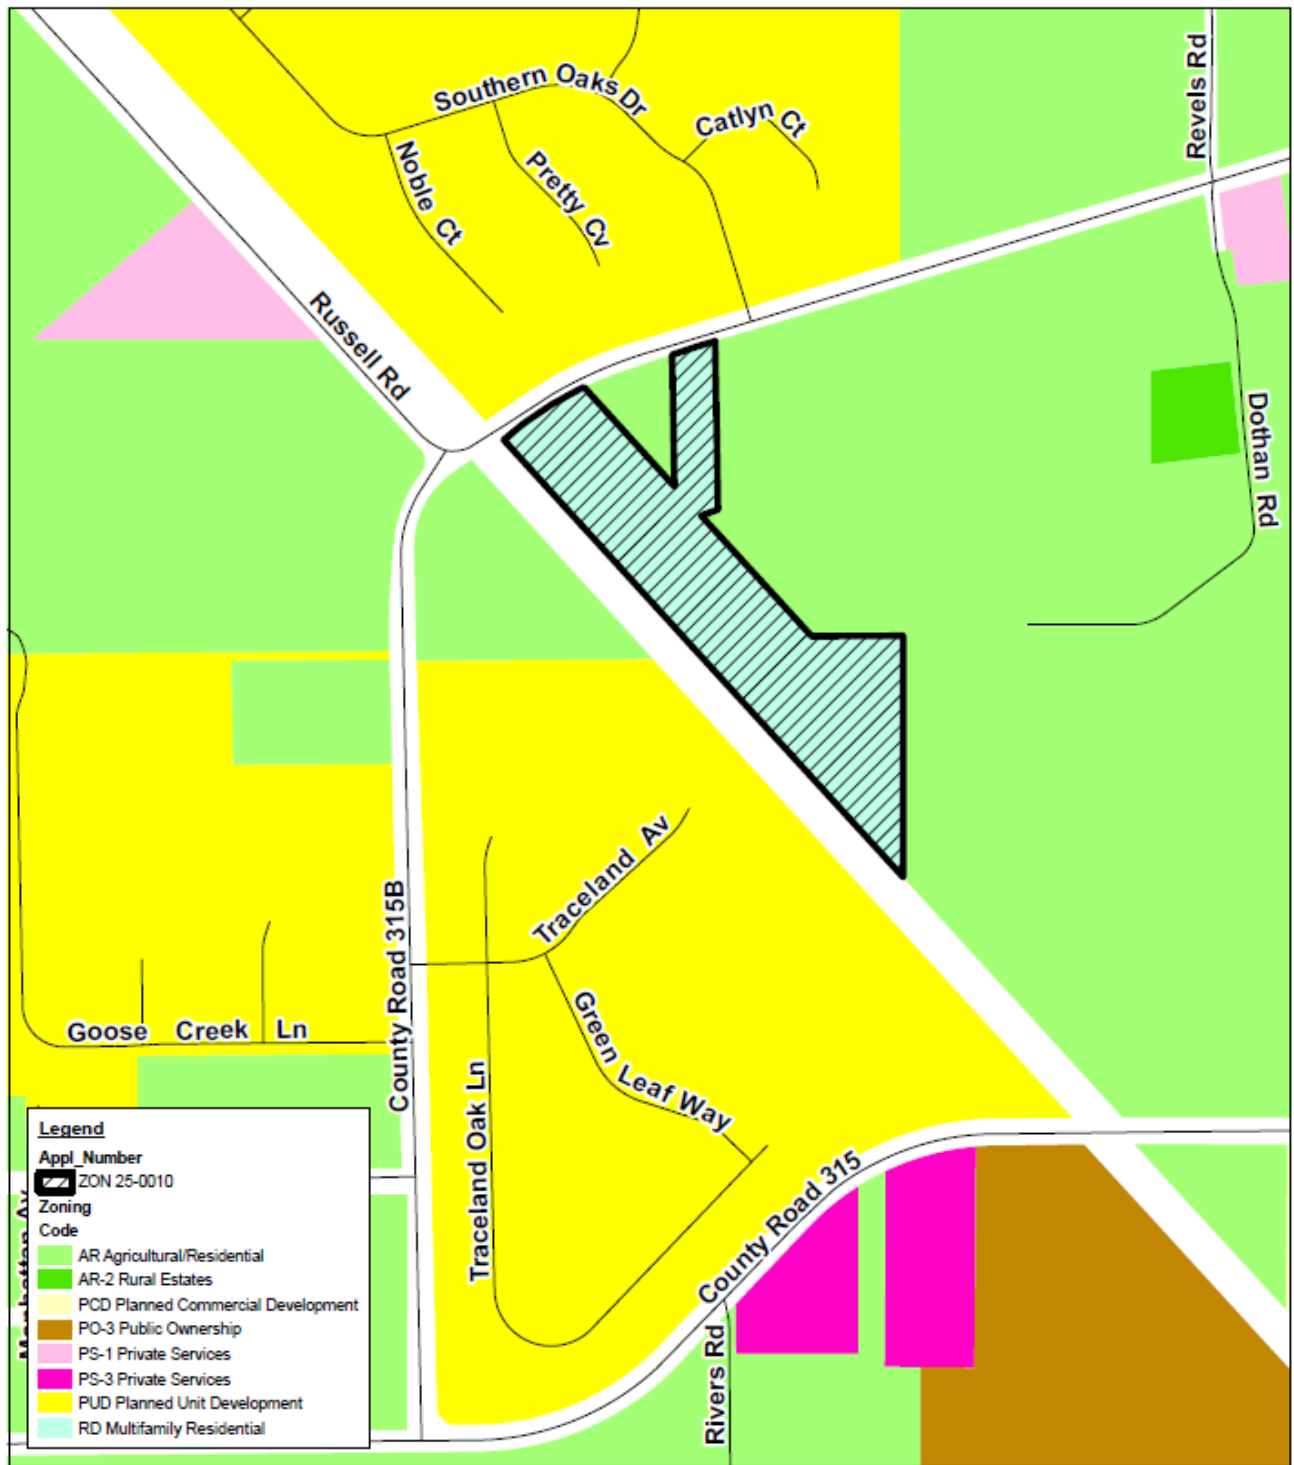 Revels Rd
Southern Oaks Dr
Catlyn Ct
Noble Ct
Pretty Cv
Russell Rd
Dothan Rd
Traceland Av
County Road 315B
Green Leaf Way
Goose Creek Ln
Traceland Oak Ln
County Road 315
Rivers Rd
Legend
Appl_Number
ZON 25-0010
Zoning
Code
AR Agricultural/Residential
AR-2 Rural Estates
PCD Planned Commercial Development
PO-3 Public Ownership
PS-1 Private Services
PS-3 Private Services
PUD Planned Unit Development
RD Multifamily Residential